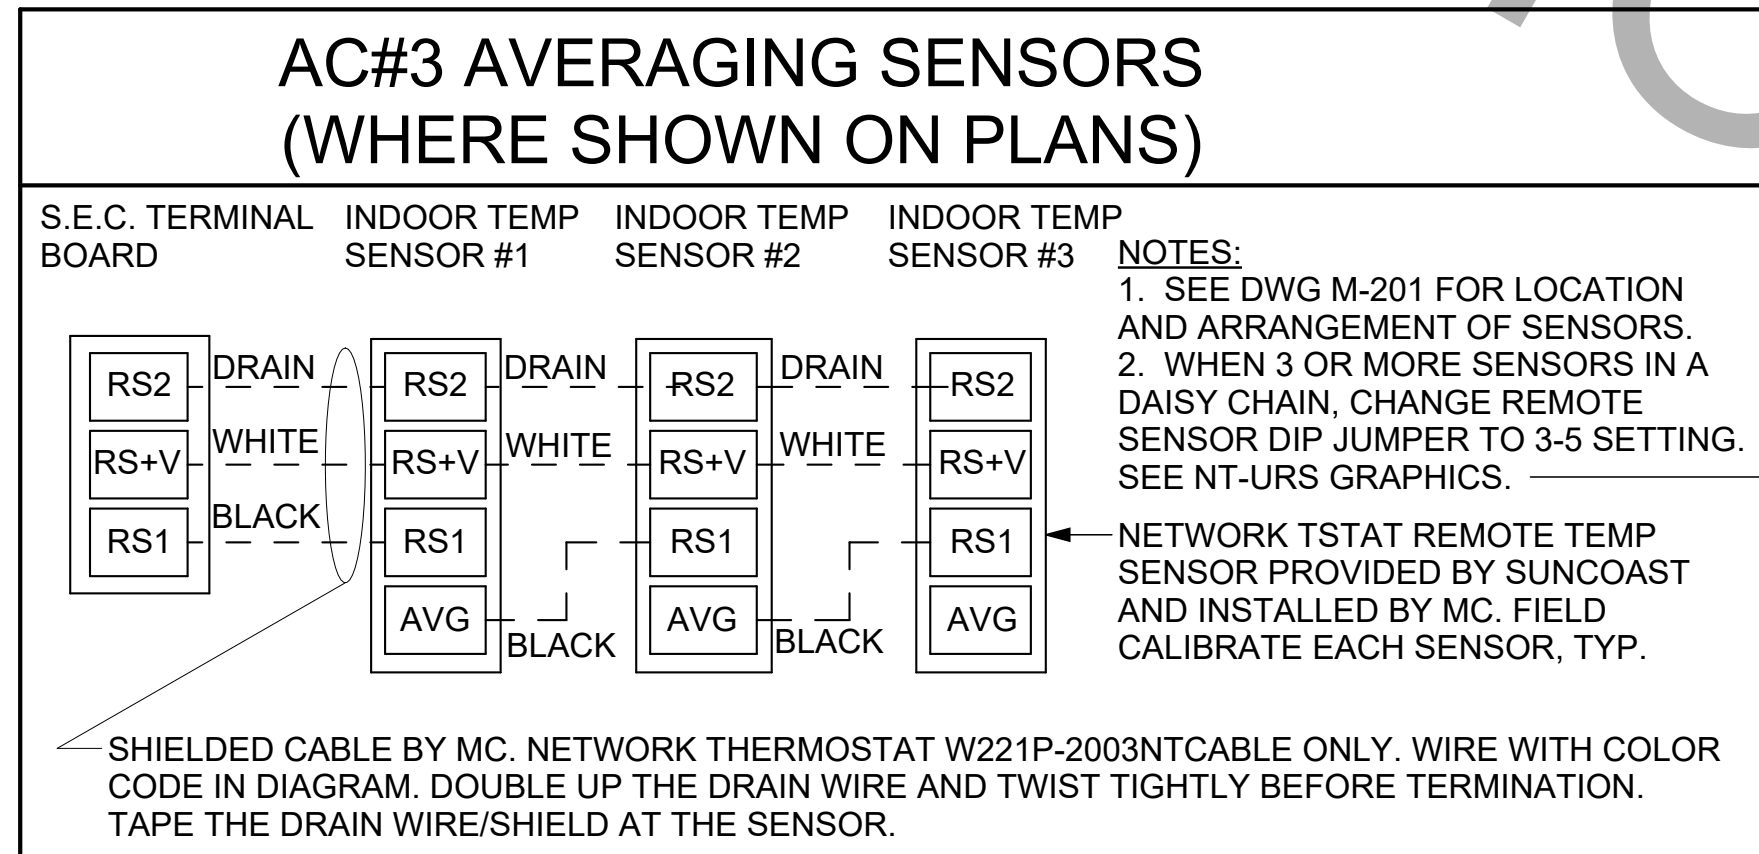 AC#3 AVERAGING SENSORS
(WHERE SHOWN ON PLANS)
S.E.C. TERMINAL
BOARD
INDOOR TEMP
SENSOR #1
INDOOR TEMP
SENSOR #2
INDOOR TEMP
SENSOR #3
RS2
RS+V
RS1
DRAIN
WHITE
BLACK
RS2
RS+V
RS1
AVG
DRAIN
WHITE
BLACK
RS2
RS+V
RS1
AVG
DRAIN
WHITE
BLACK
RS2
RS+V
RS1
AVG
NOTES:
1. SEE DWG M-201 FOR LOCATION
AND ARRANGEMENT OF SENSORS.
2. WHEN 3 OR MORE SENSORS IN A
DAISY CHAIN, CHANGE REMOTE
SENSOR DIP JUMPER TO 3-5 SETTING.
SEE NT-URS GRAPHICS.
NETWORK TSTAT REMOTE TEMP
SENSOR PROVIDED BY SUNCOAST
AND INSTALLED BY MC. FIELD
CALIBRATE EACH SENSOR, TYP.
SHIELDED CABLE BY MC. NETWORK THERMOSTAT W221P-2003NTCABLE ONLY. WIRE WITH COLOR
CODE IN DIAGRAM. DOUBLE UP THE DRAIN WIRE AND TWIST TIGHTLY BEFORE TERMINATION.
TAPE THE DRAIN WIRE/SHIELD AT THE SENSOR.